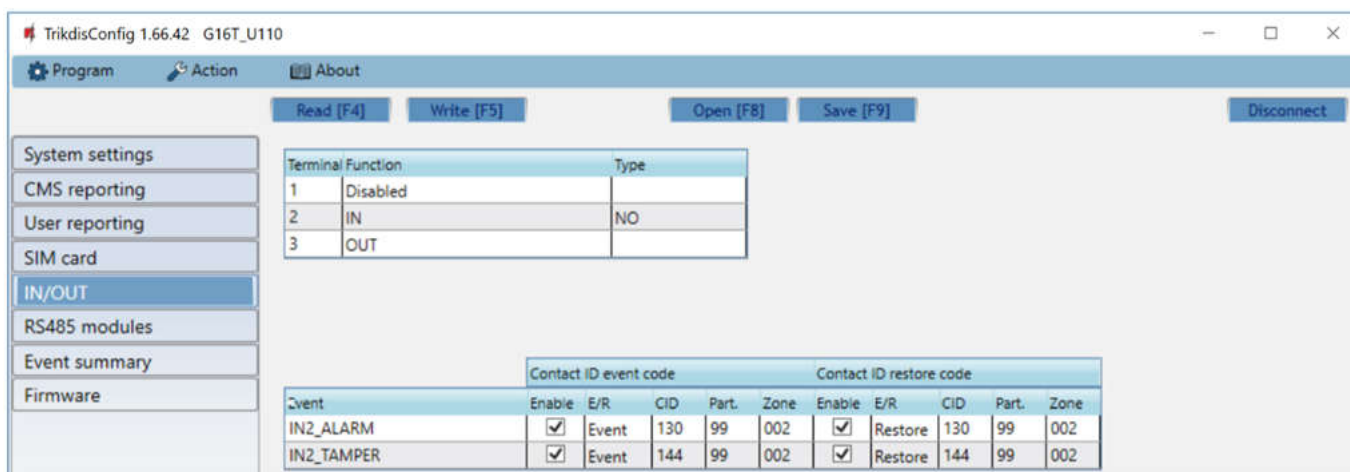 TrikdisConfig 1.66.42 G16T_U110
Program Action About
Read [F4] Write [F5] Open [F8] Save [F9] Disconnect
System settings
CMS reporting
User reporting
SIM card
IN/OUT
RS485 modules
Event summary
Firmware
Terminal Function Type
1 Disabled
2 IN NO
3 OUT
Contact ID event code Contact ID restore code
Event Enable E/R CID Part. Zone Enable E/R CID Part. Zone
IN2_ALARM Event 130 99 002 Restore 130 99 002
IN2_TAMPER Event 144 99 002 Restore 144 99 002